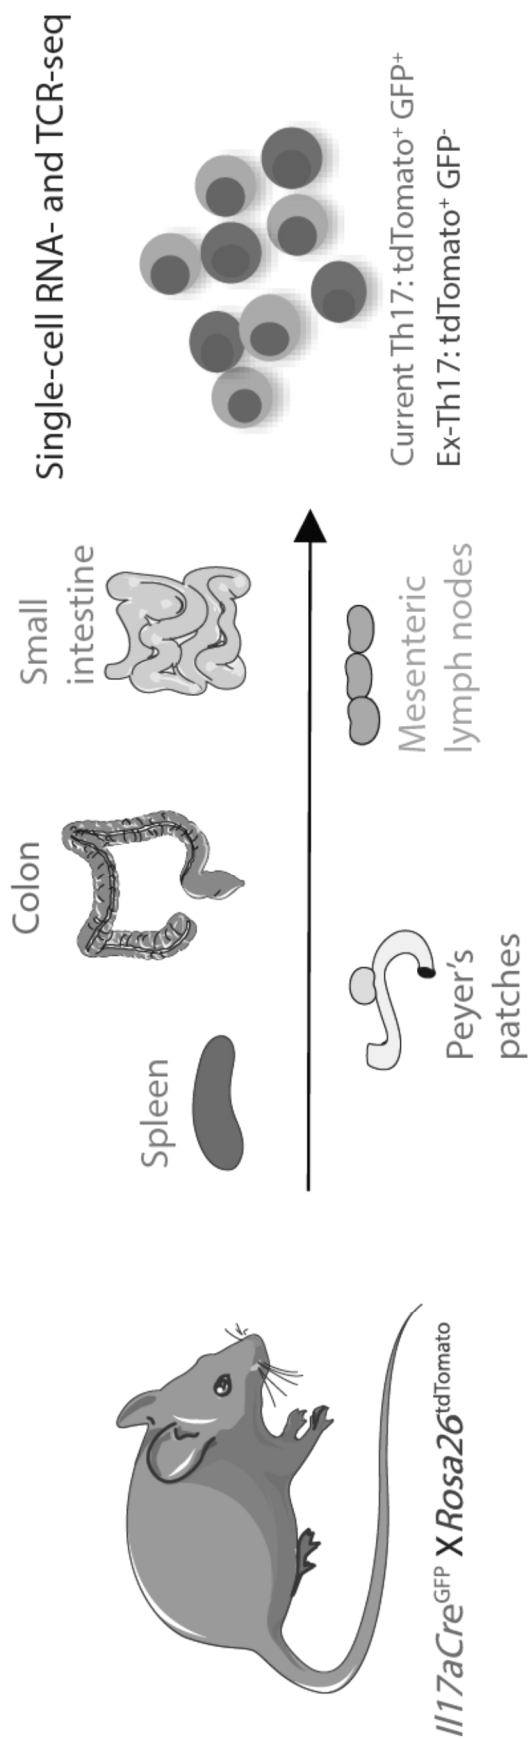 Il17aCreGFP X Rosa26tdTomato
Spleen
Colon
Small
intestine
Peyer's
patches
Mesenteric
lymph nodes
Single-cell RNA- and TCR-seq
Current Th17: tdTomato+ GFP+
Ex-Th17: tdTomato+ GFP-